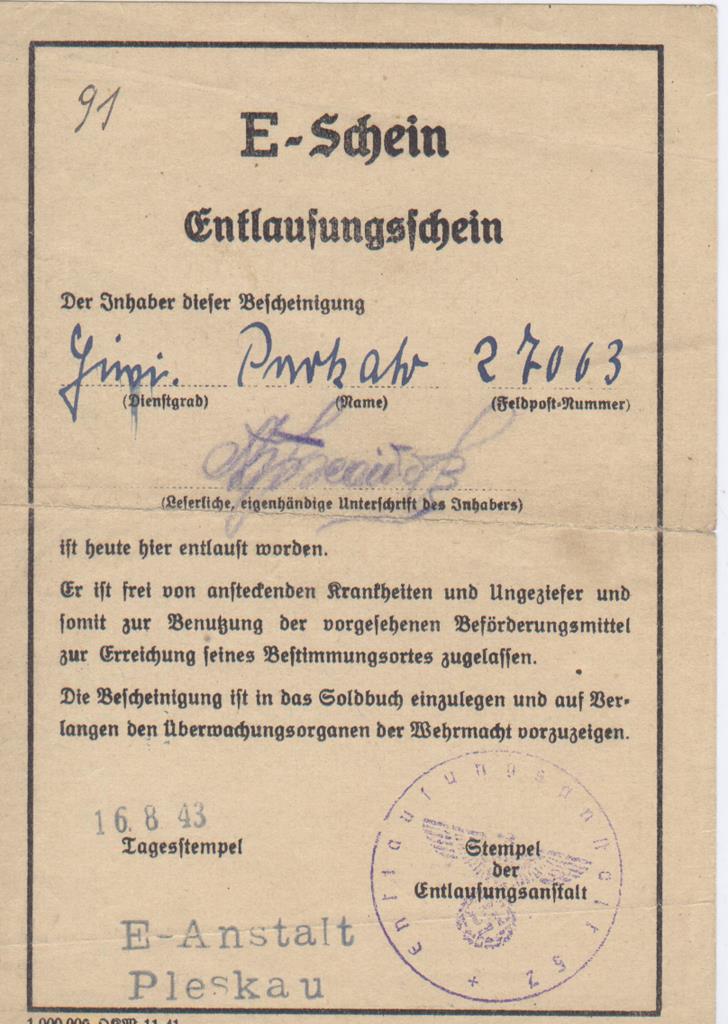 91
E-Schein
Entlausungsschein
Der Inhaber dieser Bescheinigung
27063
(Dienstgrad) (Name) (Feldpost-Nummer)
(Leserliche, eigenhändige Unterschrift des Inhabers)
ist heute hier entlaust worden.
Er ist frei von ansteckenden Krankheiten und Ungeziefer und
somit zur Benutzung der vorgesehenen Beförderungsmittel
zur Erreichung seines Bestimmungsortes zugelassen.
Die Bescheinigung ist in das Soldbuch einzulegen und auf Ver-
langen den Überwachungsorganen der Wehrmacht vorzuzeigen.
16. 8. 43
Tagesstempel
Stempel
der
Entlausungsanstalt
Entlausungsanstalt 52
E-Anstalt
Pleskau